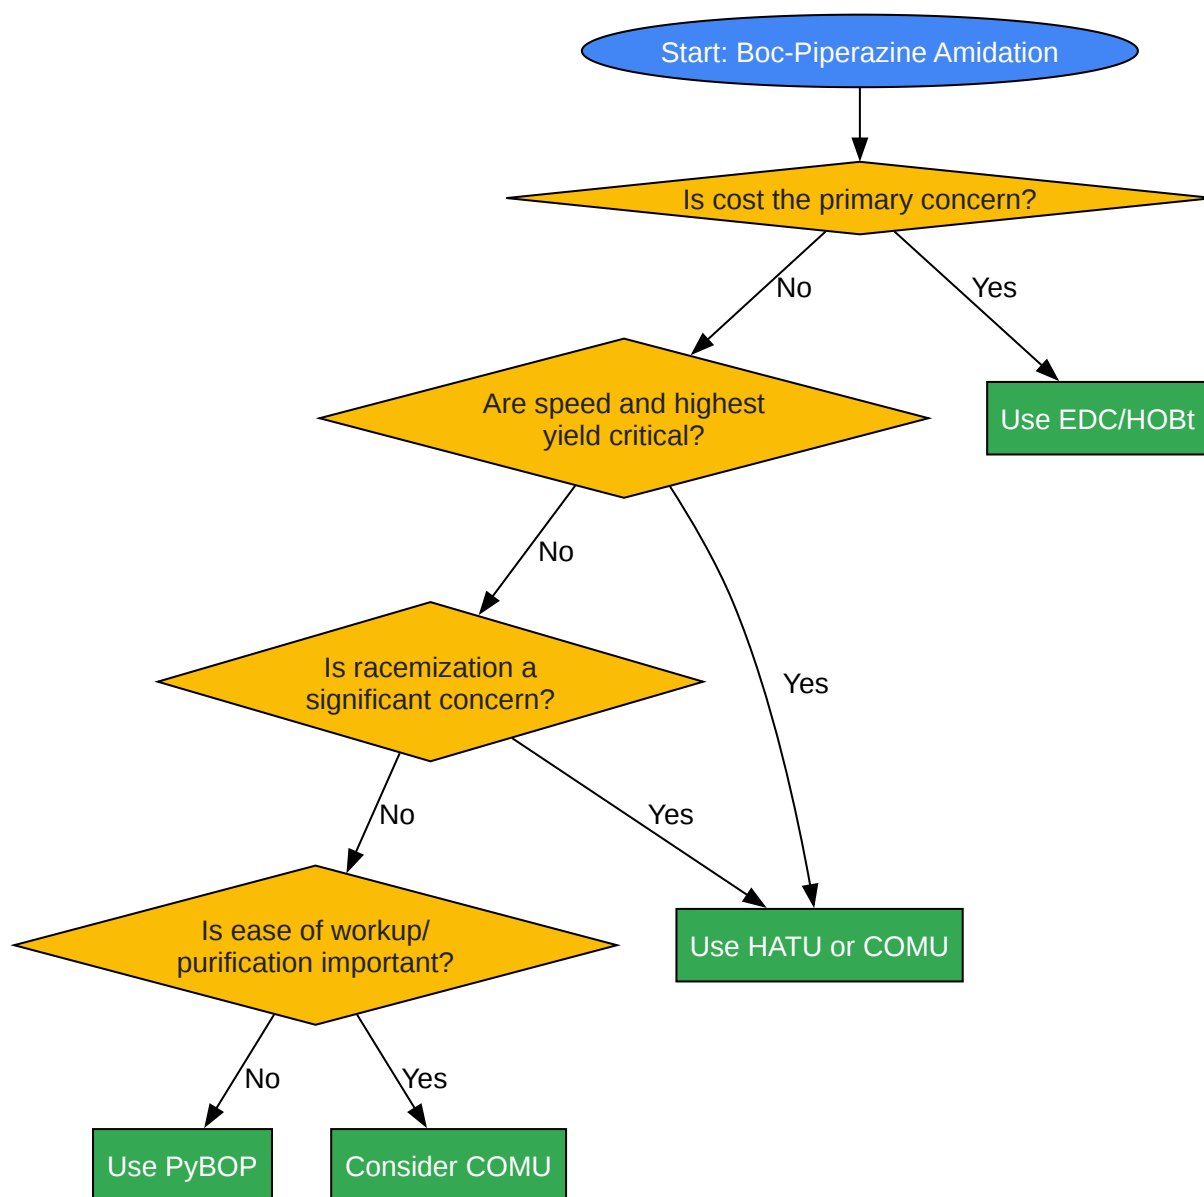 Start: Boc-Piperazine Amidation
Is cost the primary concern?
No
Yes
Are speed and highest
yield critical?
Use EDC/HOBt
No
Is racemization a
significant concern?
Yes
No
Yes
Is ease of workup/
purification important?
Use HATU or COMU
No
Yes
Use PyBOP
Consider COMU